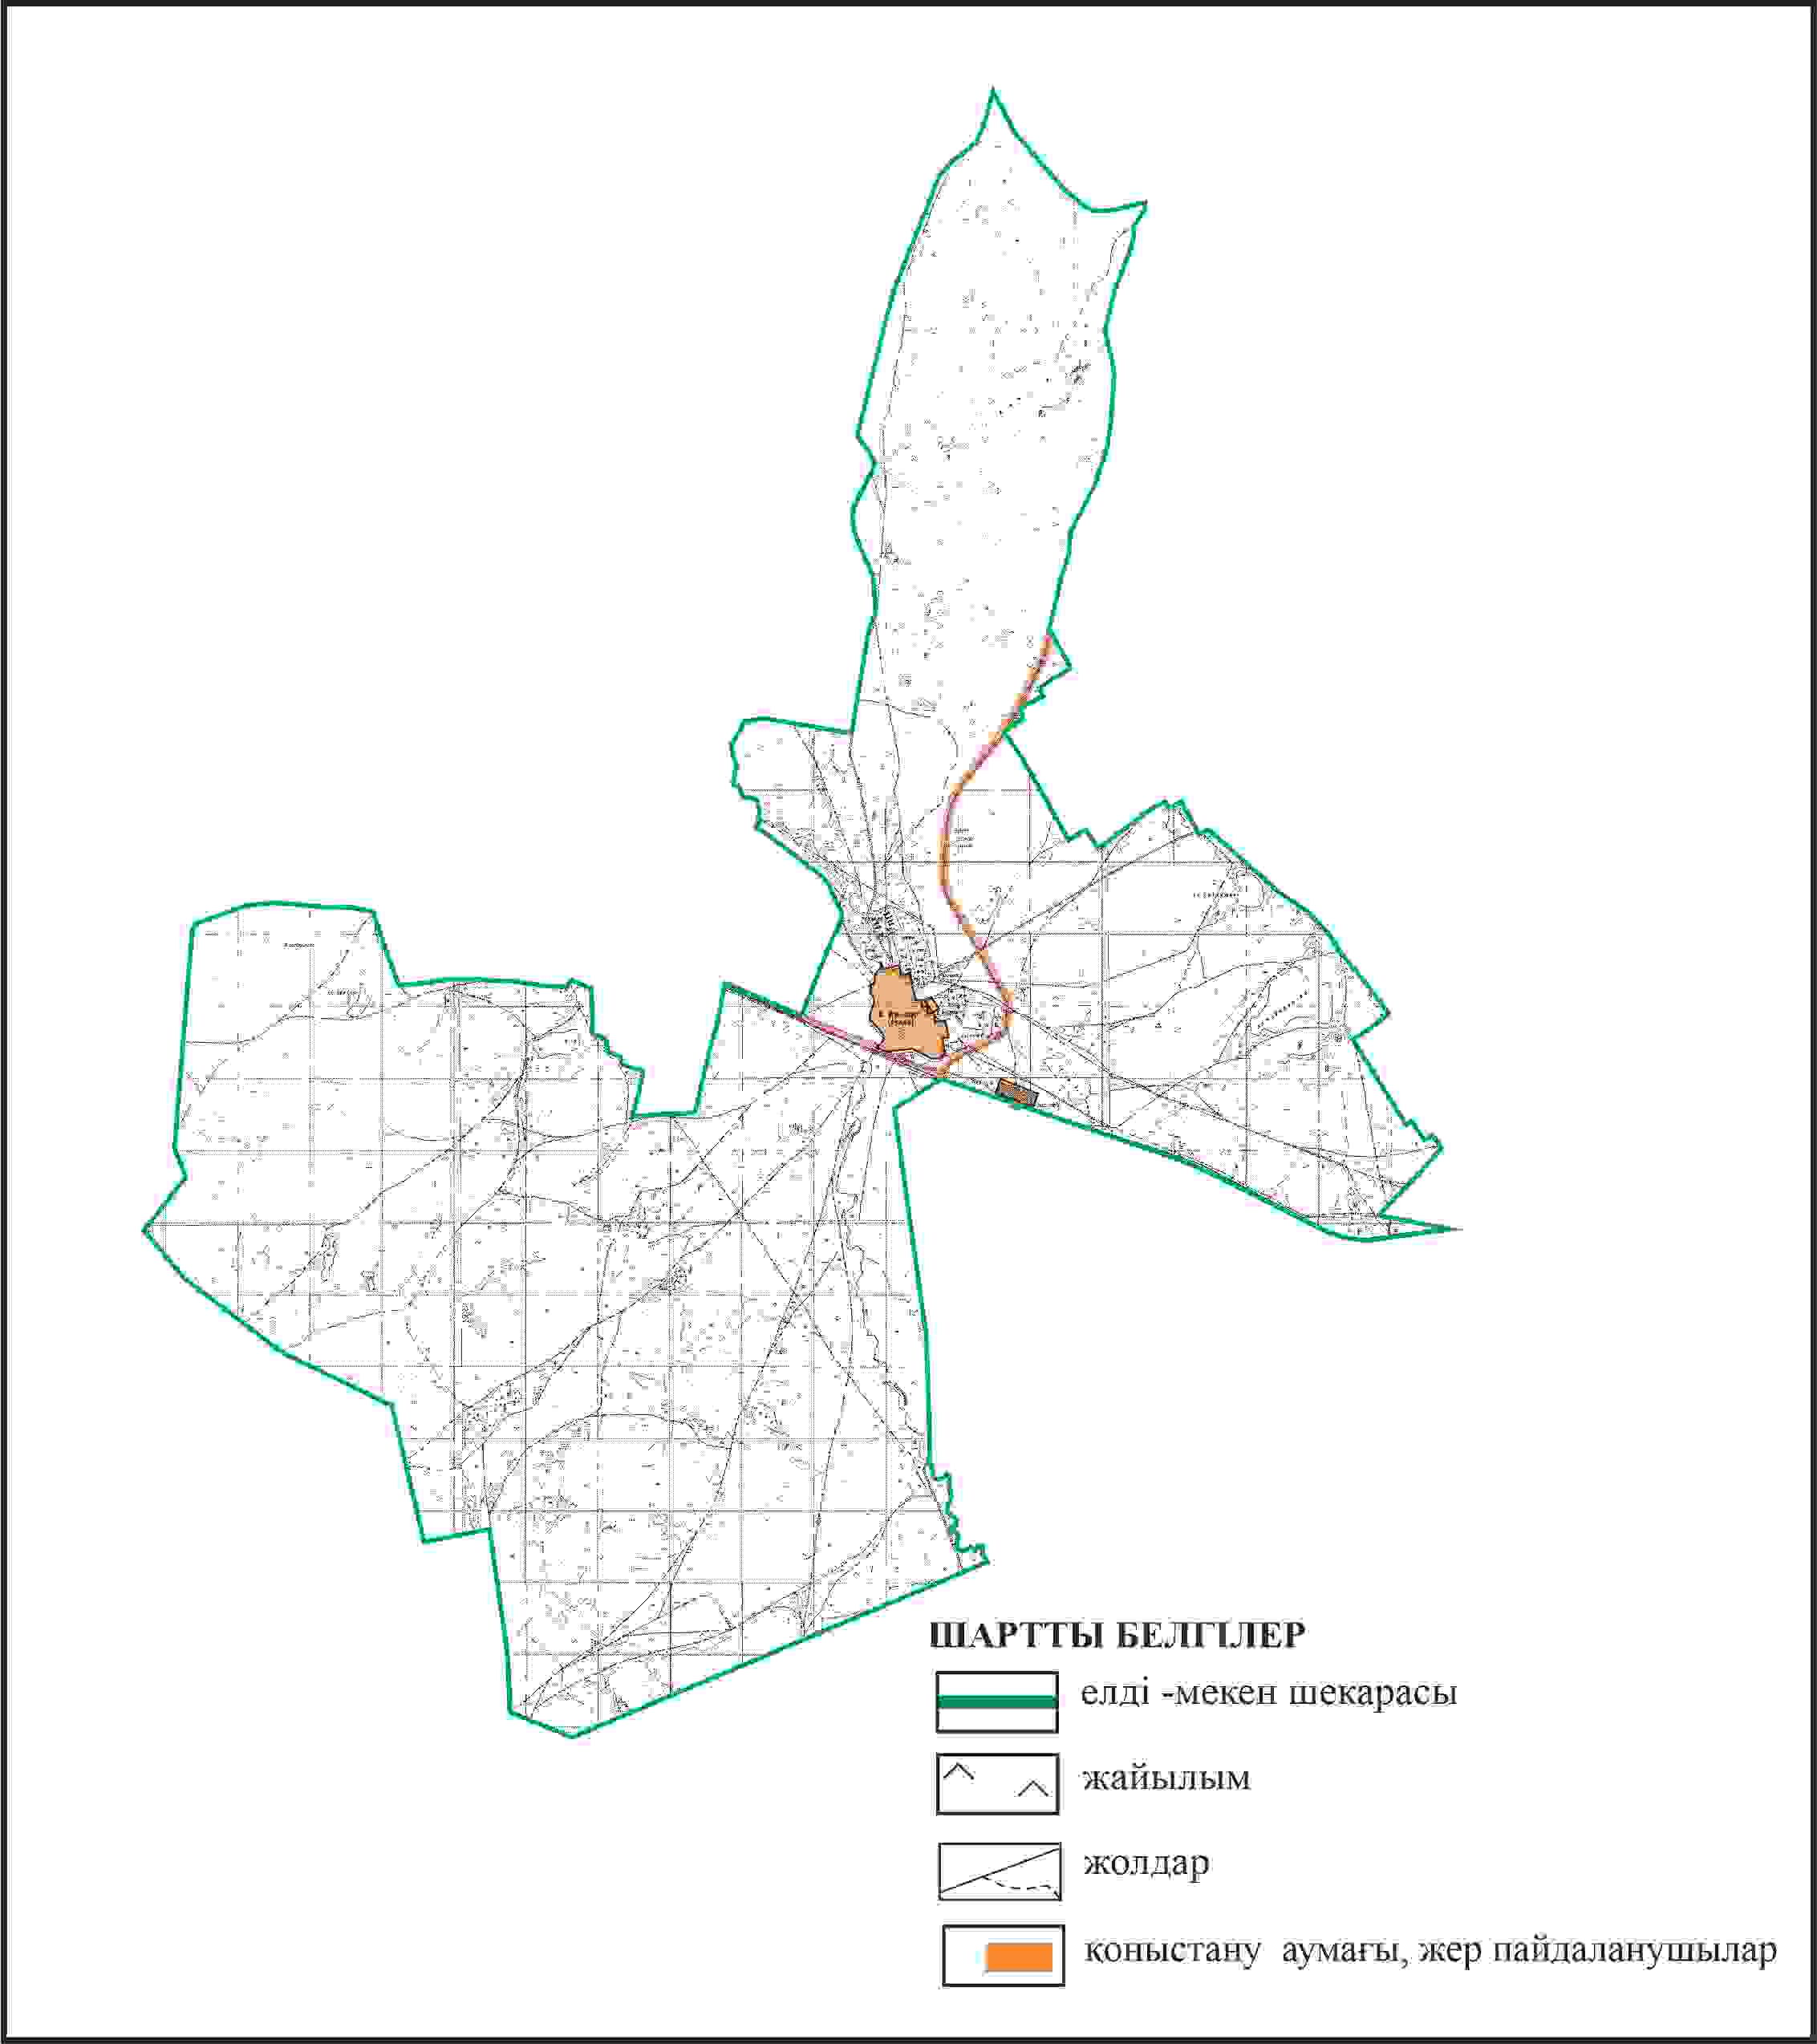 ШАРТТЫ БЕЛГІЛЕР
елді -мекен шекарасы
жайылым
жолдар
қоныстану аумағы, жер пайдаланушылар